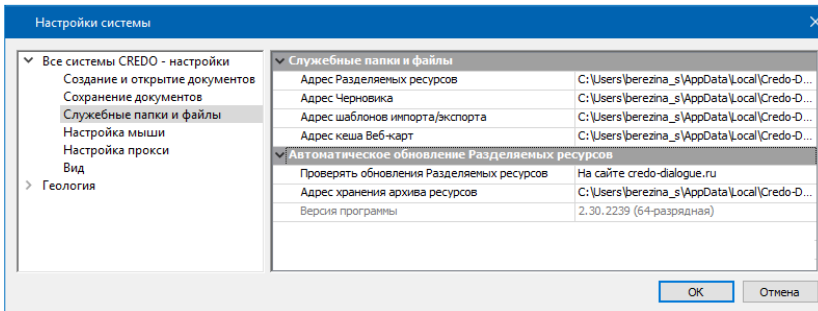 Настройки системы
Все системы CREDO - настройки
Создание и открытие документов
Сохранение документов
Служебные папки и файлы
Настройка мыши
Настройка прокси
Вид
Геология
Служебные папки и файлы
Адрес Разделяемых ресурсов C:\Users\berezina_s\AppData\Local\Credo-D...
Адрес Черновика C:\Users\berezina_s\AppData\Local\Credo-D...
Адрес шаблонов импорта/экспорта C:\Users\berezina_s\AppData\Local\Credo-D...
Адрес кеша Веб-карт C:\Users\berezina_s\AppData\Local\Credo-D...
Автоматическое обновление Разделяемых ресурсов
Проверять обновления Разделяемых ресурсов На сайте credo-dialogue.ru
Адрес хранения архива ресурсов C:\Users\berezina_s\AppData\Local\Credo-D...
Версия программы 2.30.2239 (64-разрядная)
OK Отмена